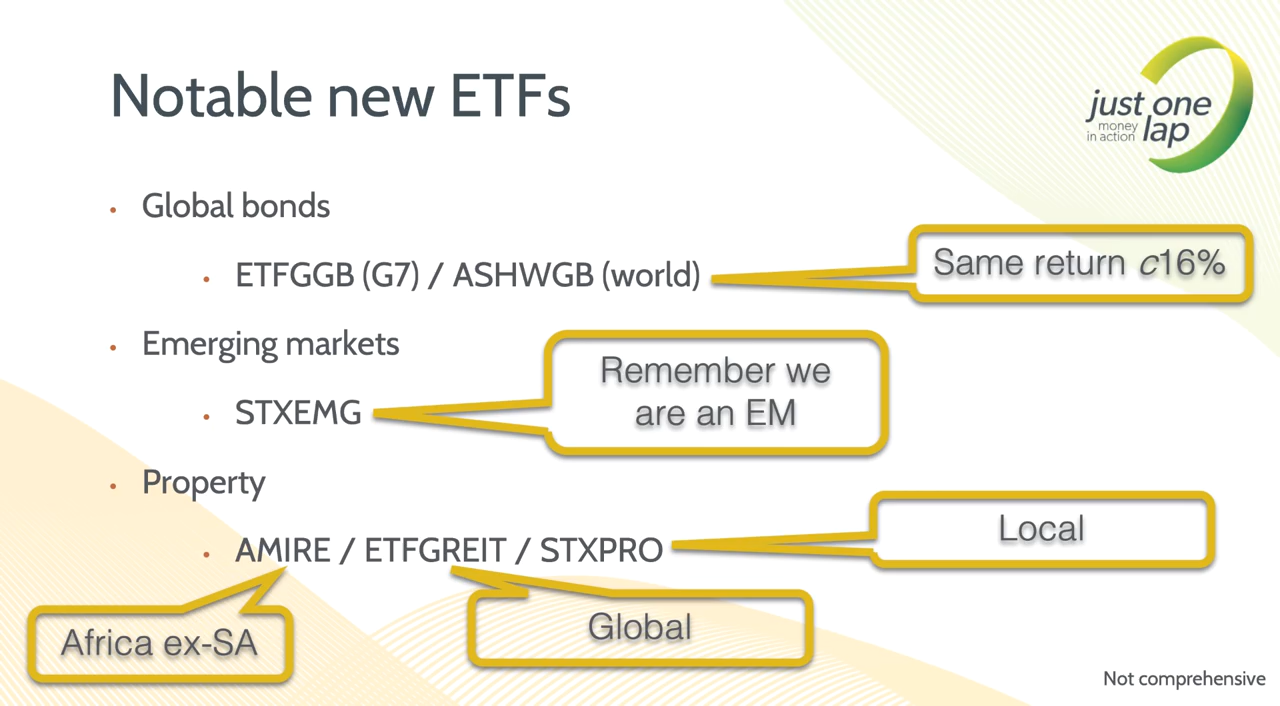 Notable new ETFs
just one
money
in action lap
• Global bonds
• ETFGGB (G7) / ASHWGB (world)
Same return c16%
• Emerging markets
• STXEMG
Remember we
are an EM
• Property
• AMIRE / ETFGREIT / STXPRO
Local
Africa ex-SA
Global
Not comprehensive